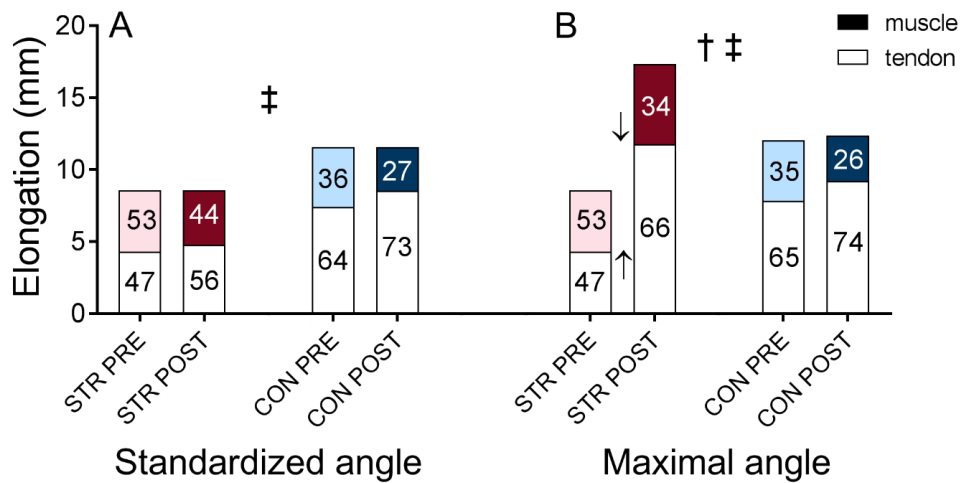 A
B
muscle
tendon
† ‡
‡
Elongation (mm)
20
15
10
5
0
53
47
44
56
36
64
27
73
53
47
↓
↑
34
66
35
65
26
74
STR PRE
STR POST
CON PRE
CON POST
STR PRE
STR POST
CON PRE
CON POST
Standardized angle
Maximal angle